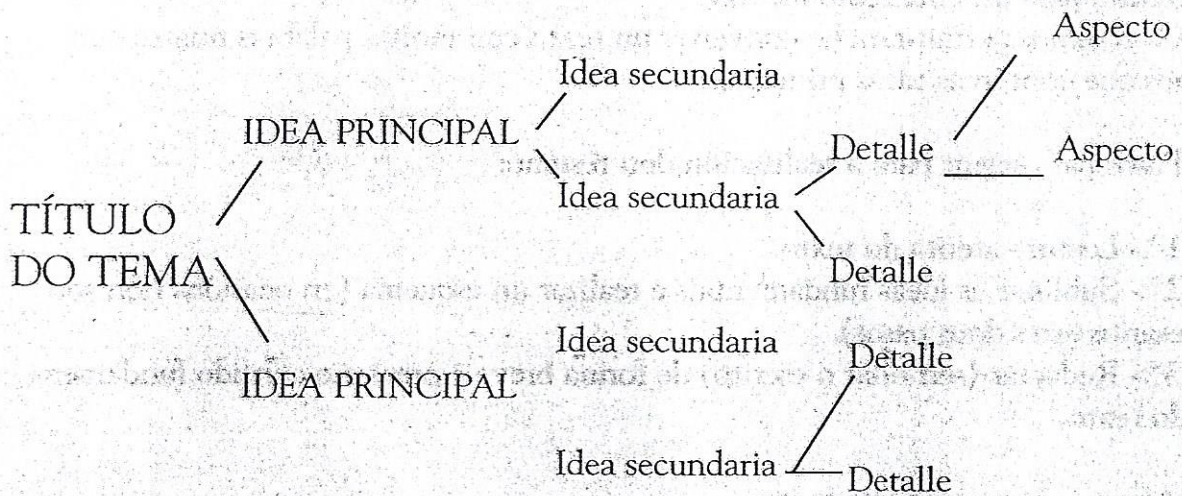 Aspecto
Idea secundaria
IDEA PRINCIPAL
Detalle
Aspecto
Idea secundaria
TÍTULO
DO TEMA
Detalle
Idea secundaria
Detalle
IDEA PRINCIPAL
Idea secundaria
Detalle